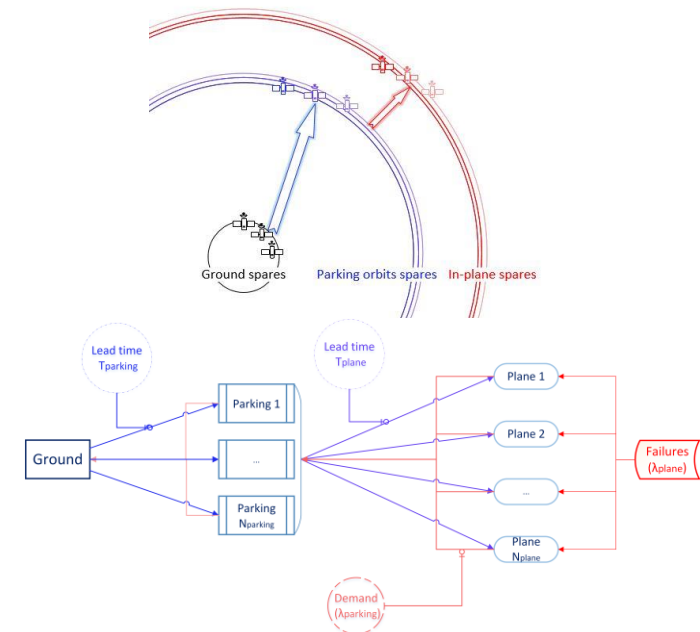 Ground spares
Parking orbits spares
In-plane spares
Lead time
Tparking
Lead time
Tplane
Parking 1
Plane 1
Ground
...
Plane 2
Failures
(λplane)
...
Parking
Nparking
Plane
Nplane
Demand
(λparking)